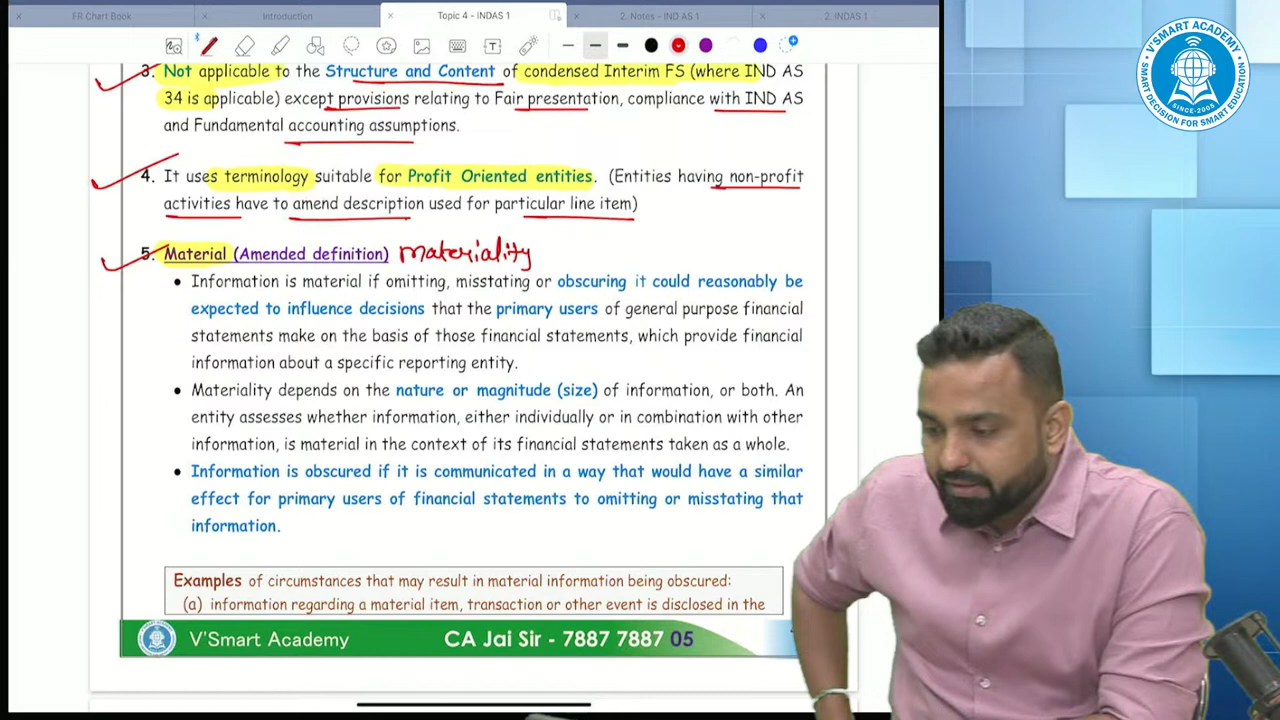 FR Chart Book
Introduction
Topic 4 - INDAS 1
2. Notes - IND AS 1
2. INDAS 1
V'SMART ACADEMY
SINCE-2005
SMART DECISION FOR SMART EDUCATION
3. Not applicable to the Structure and Content of condensed Interim FS (where IND AS
34 is applicable) except provisions relating to Fair presentation, compliance with IND AS
and Fundamental accounting assumptions.
4. It uses terminology suitable for Profit Oriented entities. (Entities having non-profit
activities have to amend description used for particular line item)
5. Material (Amended definition) materiality
• Information is material if omitting, misstating or obscuring it could reasonably be
expected to influence decisions that the primary users of general purpose financial
statements make on the basis of those financial statements, which provide financial
information about a specific reporting entity.
• Materiality depends on the nature or magnitude (size) of information, or both. An
entity assesses whether information, either individually or in combination with other
information, is material in the context of its financial statements taken as a whole.
• Information is obscured if it is communicated in a way that would have a similar
effect for primary users of financial statements to omitting or misstating that
information.
Examples of circumstances that may result in material information being obscured:
(a) information regarding a material item, transaction or other event is disclosed in the
V'Smart Academy CA Jai Sir - 7887 7887 05